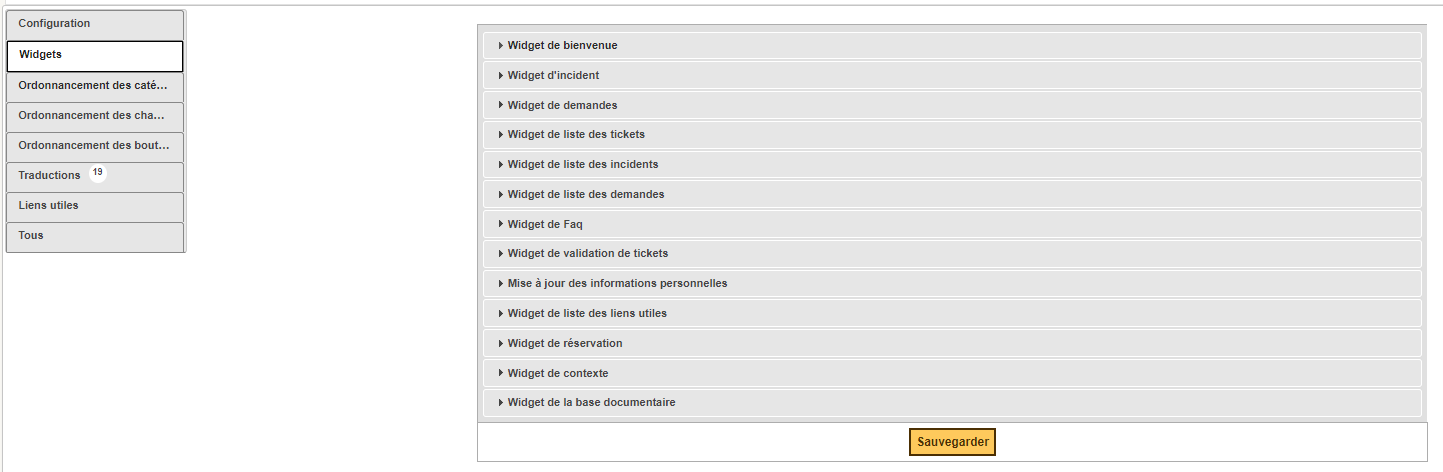 Configuration
Widgets
Ordonnancement des caté...
Ordonnancement des cha...
Ordonnancement des bout...
Traductions 19
Liens utiles
Tous
Widget de bienvenue
Widget d'incident
Widget de demandes
Widget de liste des tickets
Widget de liste des incidents
Widget de liste des demandes
Widget de Faq
Widget de validation de tickets
Mise à jour des informations personnelles
Widget de liste des liens utiles
Widget de réservation
Widget de contexte
Widget de la base documentaire
Sauvegarder